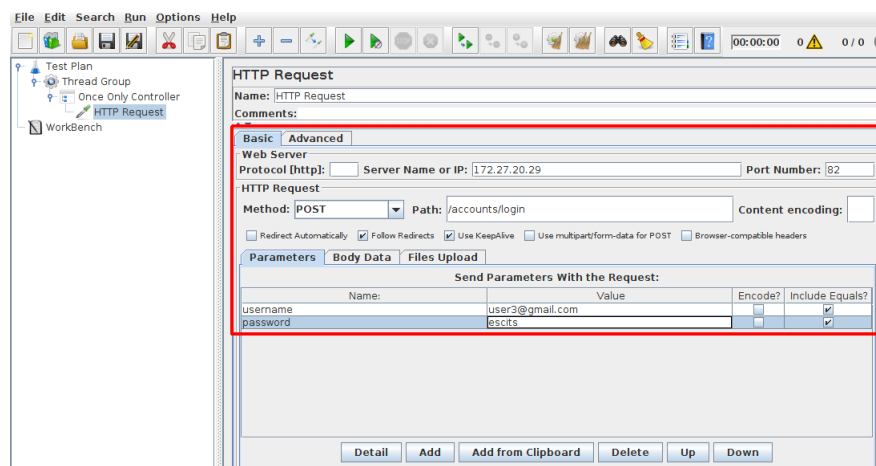 File Edit Search Run Options Help
00:00:00 0 0 / 0
Test Plan
Thread Group
Once Only Controller
HTTP Request
WorkBench
HTTP Request
Name: HTTP Request
Comments:
Basic Advanced
Web Server
Protocol [http]: Server Name or IP: 172.27.20.29 Port Number: 82
HTTP Request
Method: POST Path: /accounts/login Content encoding:
Redirect Automatically Follow Redirects Use KeepAlive Use multipart/form-data for POST Browser-compatible headers
Parameters Body Data Files Upload
Send Parameters With the Request:
Name: Value Encode? Include Equals?
username user3@gmail.com
password escits
Detail Add Add from Clipboard Delete Up Down